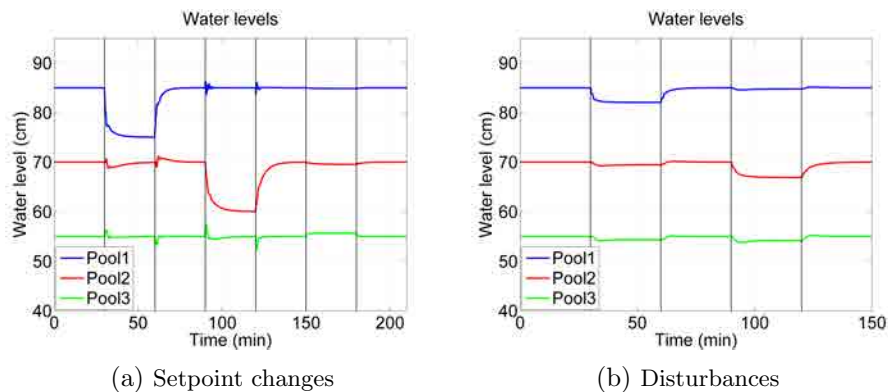 Water levels
Water level (cm)
90
80
70
60
50
40
Pool1
Pool2
Pool3
0
50
100
150
200
Time (min)
(a) Setpoint changes
Water levels
Water level (cm)
90
80
70
60
50
40
Pool1
Pool2
Pool3
0
50
100
150
Time (min)
(b) Disturbances